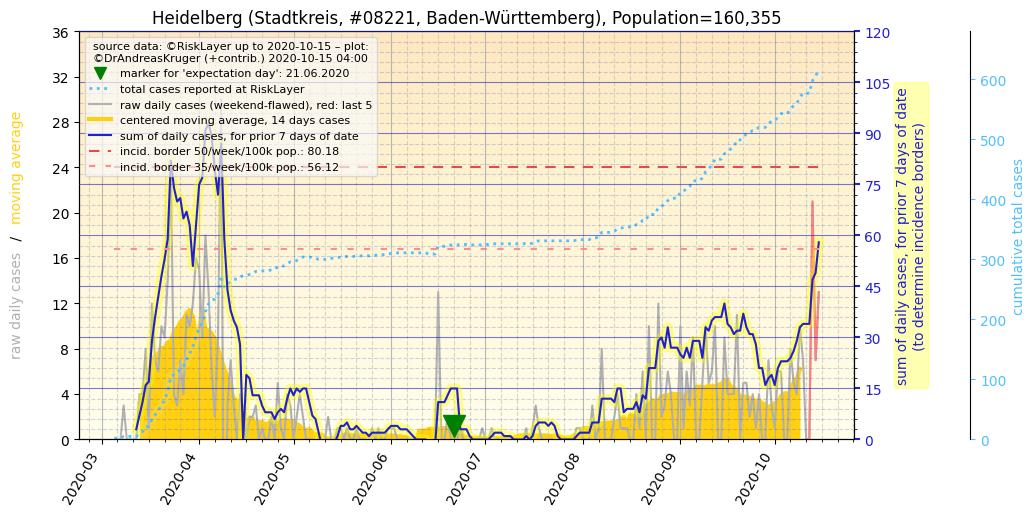 Heidelberg (Stadtkreis, #08221, Baden-Württemberg), Population=160,355
source data: ©RiskLayer up to 2020-10-15 – plot:
©DrAndreasKruger (+contrib.) 2020-10-15 04:00
marker for 'expectation day': 21.06.2020
total cases reported at RiskLayer
raw daily cases (weekend-flawed), red: last 5
centered moving average, 14 days cases
sum of daily cases, for prior 7 days of date
incid. border 50/week/100k pop.: 80.18
incid. border 35/week/100k pop.: 56.12
raw daily cases / moving average
36
32
28
24
20
16
12
8
4
0
2020-03
2020-04
2020-05
2020-06
2020-07
2020-08
2020-09
2020-10
120
105
90
75
60
45
30
15
0
sum of daily cases, for prior 7 days of date
(to determine incidence borders)
600
500
400
300
200
100
0
cumulative total cases